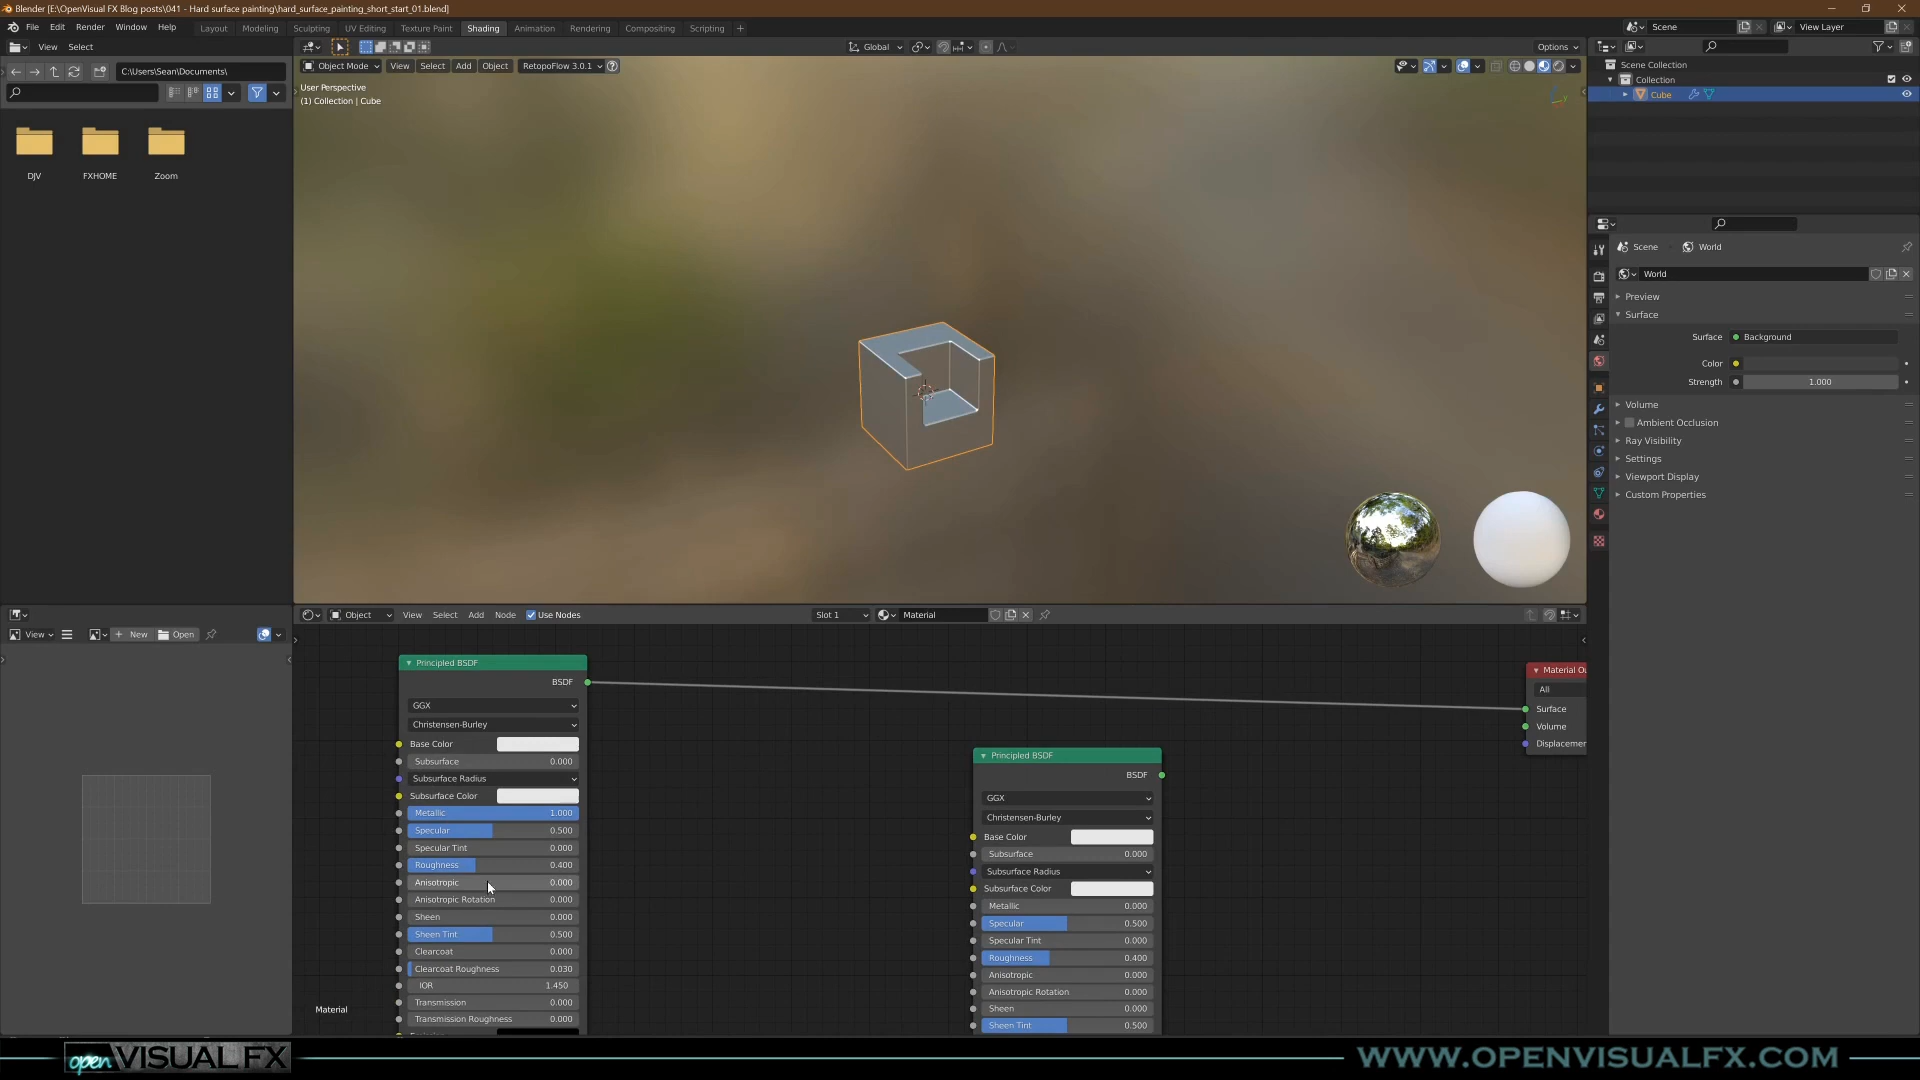 Blender [E:\OpenVisual FX Blog posts\041 - Hard surface painting\hard_surface_painting_short_start_01.blend]
File Edit Render Window Help Layout Modeling Sculpting UV Editing Texture Paint Shading Animation Rendering Compositing Scripting + Scene View Layer
View Select Global Options
C:\Users\Sean\Documents\ Object Mode View Select Add Object RetopoFlow 3.0.1
Scene Collection
Collection
Cube
User Perspective
(1) Collection | Cube
DJV FXHOME Zoom
Scene World
World
Preview
Surface
Surface Background
Color
Strength 1.000
Volume
Ambient Occlusion
Ray Visibility
Settings
Viewport Display
Custom Properties
Object View Select Add Node Use Nodes Slot 1 Material
View New Open
Principled BSDF
BSDF
GGX
Christensen-Burley
Base Color
Subsurface 0.000
Subsurface Radius
Subsurface Color
Metallic 1.000
Specular 0.500
Specular Tint 0.000
Roughness 0.400
Anisotropic 0.000
Anisotropic Rotation 0.000
Sheen 0.000
Sheen Tint 0.500
Clearcoat 0.000
Clearcoat Roughness 0.030
IOR 1.450
Transmission 0.000
Transmission Roughness 0.000
Material
Principled BSDF
BSDF
GGX
Christensen-Burley
Base Color
Subsurface 0.000
Subsurface Radius
Subsurface Color
Metallic 0.000
Specular 0.500
Specular Tint 0.000
Roughness 0.400
Anisotropic 0.000
Anisotropic Rotation 0.000
Sheen 0.000
Sheen Tint 0.500
Material Ou
All
Surface
Volume
Displacemen
open VISUALFX
WWW.OPENVISUALFX.COM